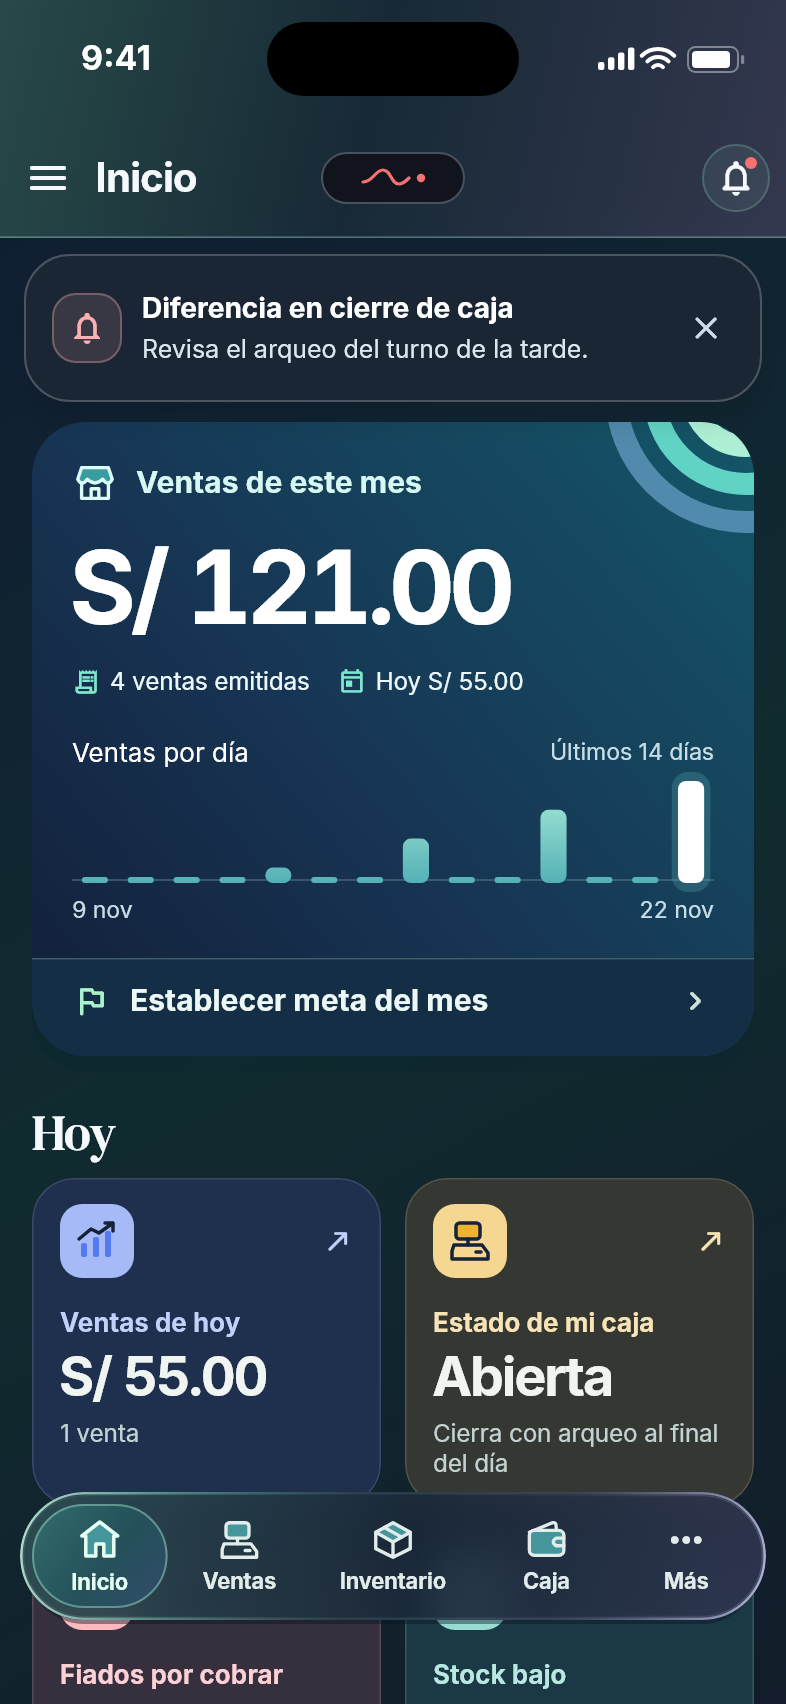 9:41
Inicio
Diferencia en cierre de caja
Revisa el arqueo del turno de la tarde.
Ventas de este mes
S/ 121.00
4 ventas emitidas
Hoy S/ 55.00
Ventas por día
Últimos 14 días
9 nov
22 nov
Establecer meta del mes
Hoy
Ventas de hoy
S/ 55.00
1 venta
Estado de mi caja
Abierta
Cierra con arqueo al final
del día
Inicio
Ventas
Inventario
Caja
Más
Fiados por cobrar
Stock bajo